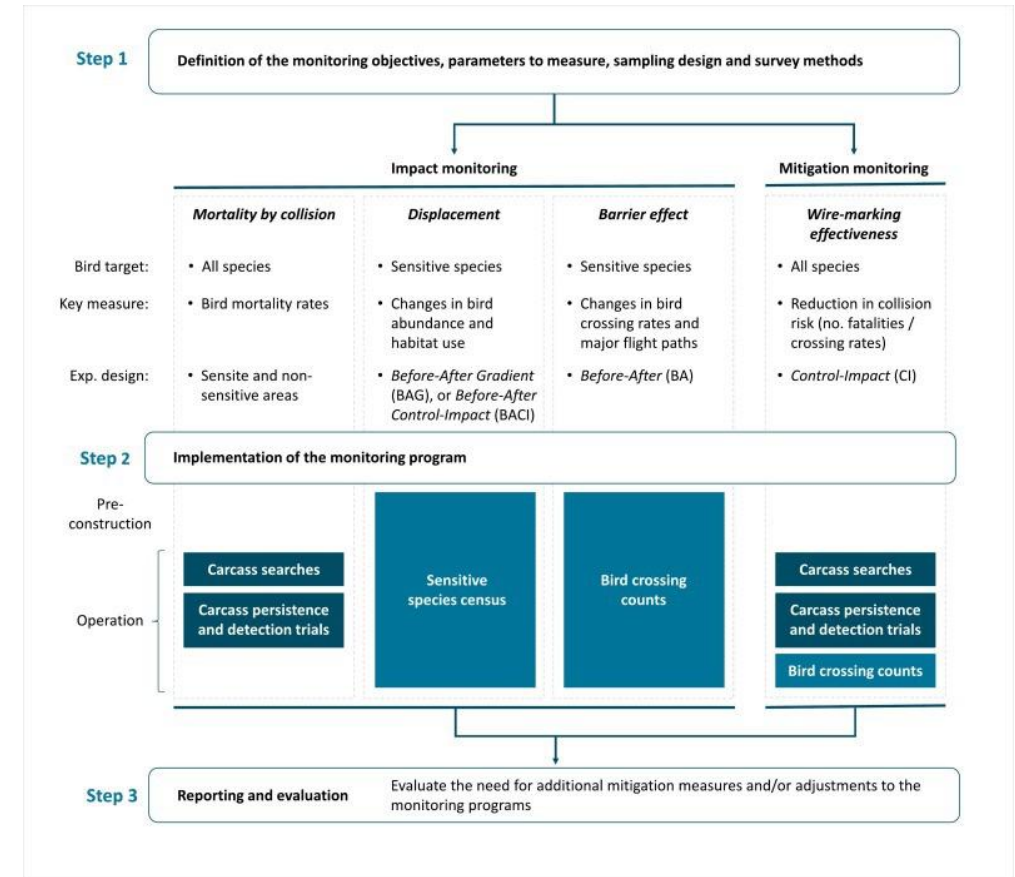 Step 1
Definition of the monitoring objectives, parameters to measure, sampling design and survey methods
Impact monitoring
Mitigation monitoring
Mortality by collision
Displacement
Barrier effect
Wire-marking
effectiveness
Bird target:
• All species
• Sensitive species
• Sensitive species
• All species
Key measure:
• Bird mortality rates
• Changes in bird
abundance and
habitat use
• Changes in bird
crossing rates and
major flight paths
• Reduction in collision
risk (no. fatalities /
crossing rates)
Exp. design:
• Sensite and non-
sensitive areas
• Before-After Gradient
(BAG), or Before-After
Control-Impact (BACI)
• Before-After (BA)
• Control-Impact (CI)
Step 2
Implementation of the monitoring program
Pre-
construction
Operation
Carcass searches
Carcass persistence
and detection trials
Sensitive
species census
Bird crossing
counts
Carcass searches
Carcass persistence
and detection trials
Bird crossing counts
Step 3
Reporting and evaluation
Evaluate the need for additional mitigation measures and/or adjustments to the
monitoring programs